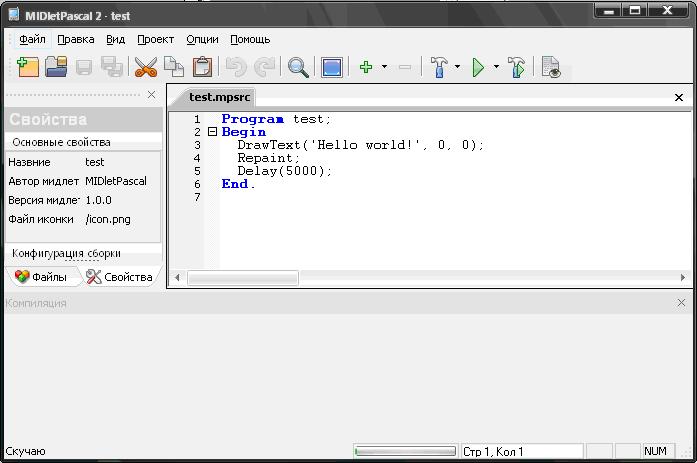 MIDletPascal 2 - test
Файл Правка Вид Проект Опции Помощь
test.mpsrc
Свойства
Основные свойства
Назвние test
Автор мидлет MIDletPascal
Версия мидлет 1.0.0
Файл иконки /icon.png
Конфигурация сборки
Файлы Свойства
1 Program test;
2 Begin
3 DrawText('Hello world!', 0, 0);
4 Repaint;
5 Delay(5000);
6 End.
7
Компиляция
Скучаю Стр 1, Кол 1 NUM